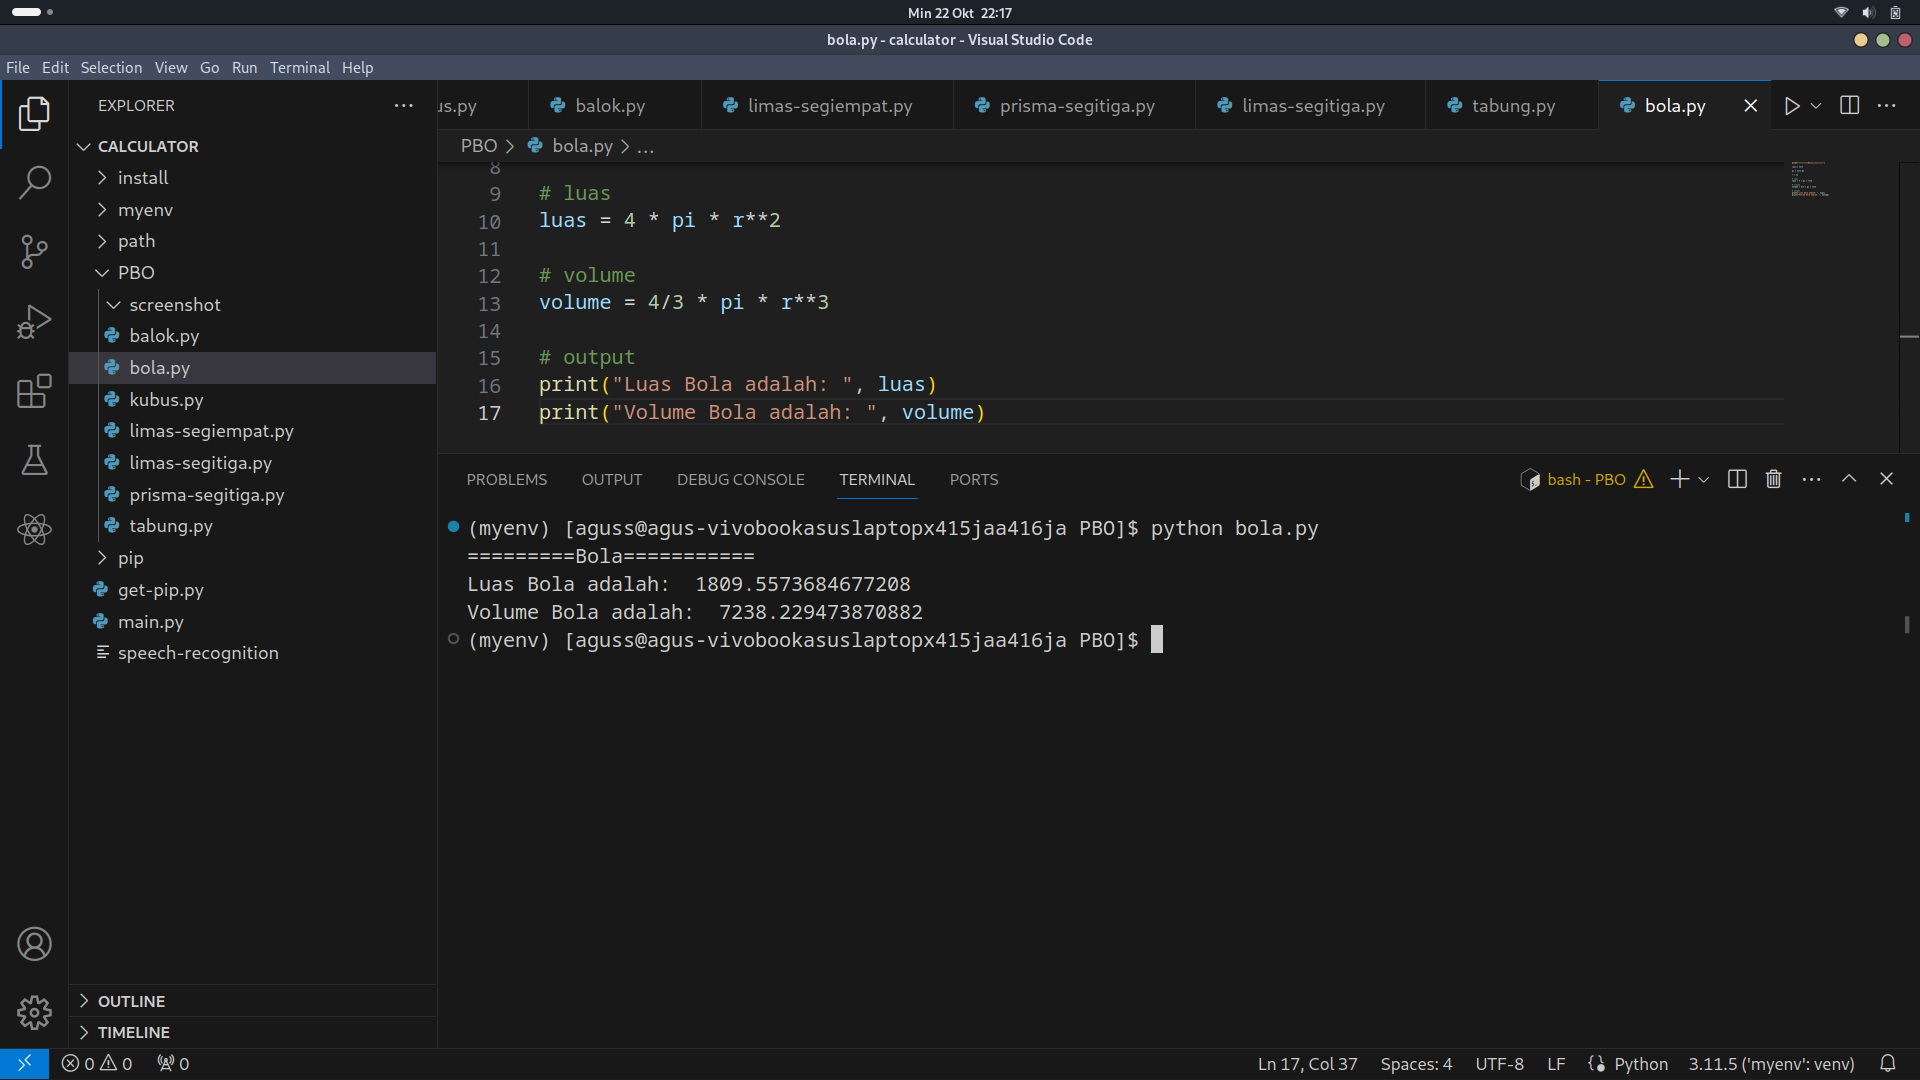 Min 22 Okt 22:17
bola.py - calculator - Visual Studio Code
File Edit Selection View Go Run Terminal Help
EXPLORER
CALCULATOR
install
myenv
path
PBO
screenshot
balok.py
bola.py
kubus.py
limas-segiempat.py
limas-segitiga.py
prisma-segitiga.py
tabung.py
pip
get-pip.py
main.py
speech-recognition
OUTLINE
TIMELINE
us.py balok.py limas-segiempat.py prisma-segitiga.py limas-segitiga.py tabung.py bola.py
PBO > bola.py > ...
8
9 # luas
10 luas = 4 * pi * r**2
11
12 # volume
13 volume = 4/3 * pi * r**3
14
15 # output
16 print("Luas Bola adalah: ", luas)
17 print("Volume Bola adalah: ", volume)
PROBLEMS OUTPUT DEBUG CONSOLE TERMINAL PORTS
bash - PBO
(myenv) [aguss@agus-vivobookasuslaptopx415jaa416ja PBO]$ python bola.py
=========Bola===========
Luas Bola adalah:  1809.5573684677208
Volume Bola adalah:  7238.229473870882
(myenv) [aguss@agus-vivobookasuslaptopx415jaa416ja PBO]$
0 0 0
Ln 17, Col 37 Spaces: 4 UTF-8 LF Python 3.11.5 ('myenv': venv)